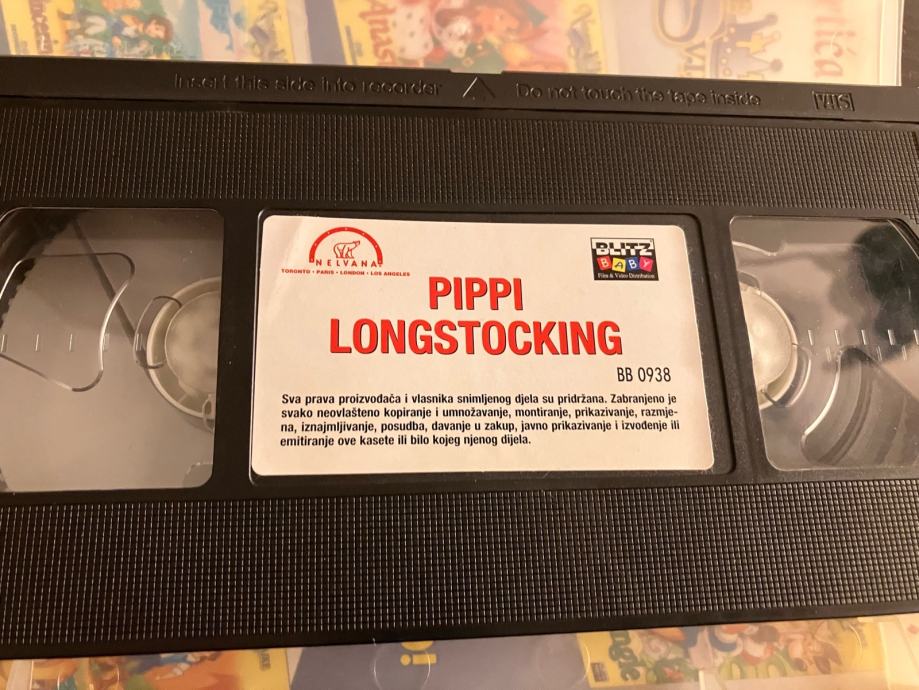 Insert this side into recorder Do not touch the tape inside VHS
NELVANA
TORONTO • PARIS • LONDON • LOS ANGELES
BLITZ
BABY
Film & Video Distribution
PIPPI
LONGSTOCKING
BB 0938
Sva prava proizvođača i vlasnika snimljenog djela su pridržana. Zabranjeno je
svako neovlašteno kopiranje i umnožavanje, montiranje, prikazivanje, razmje-
na, iznajmljivanje, posudba, davanje u zakup, javno prikazivanje i izvođenje ili
emitiranje ove kasete ili bilo kojeg njenog dijela.